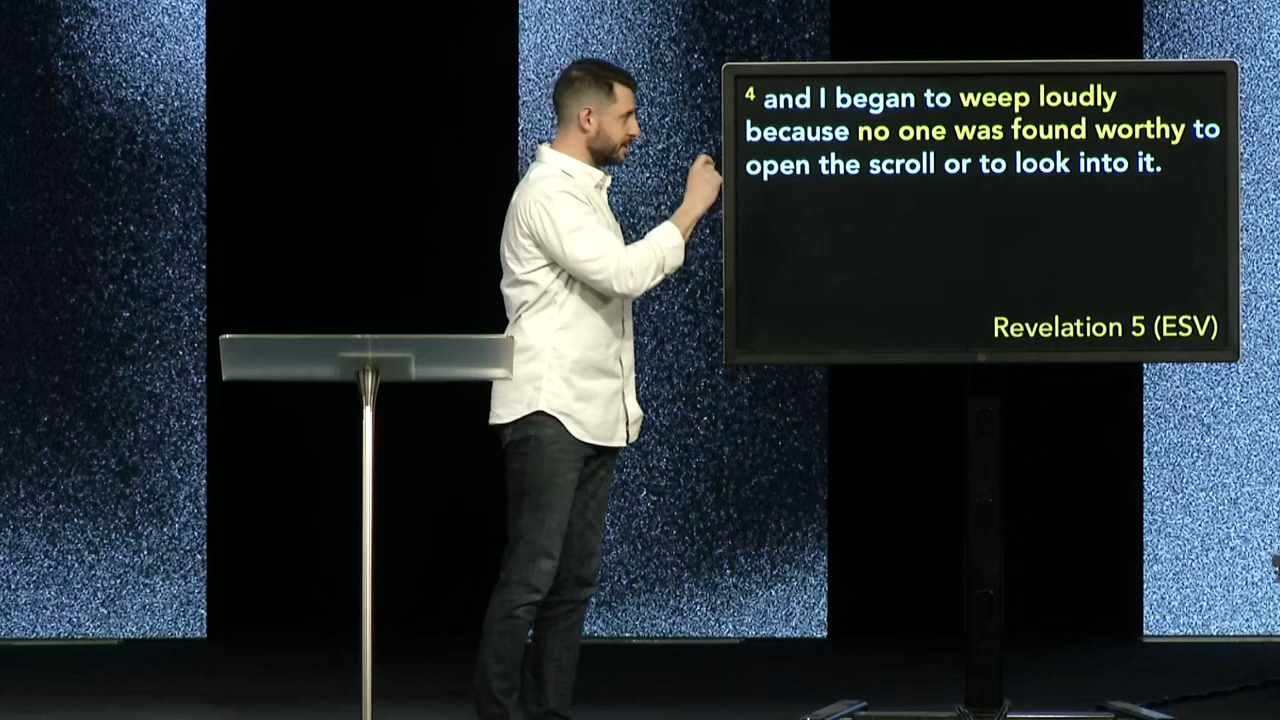 4 and I began to weep loudly
because no one was found worthy to
open the scroll or to look into it.
Revelation 5 (ESV)